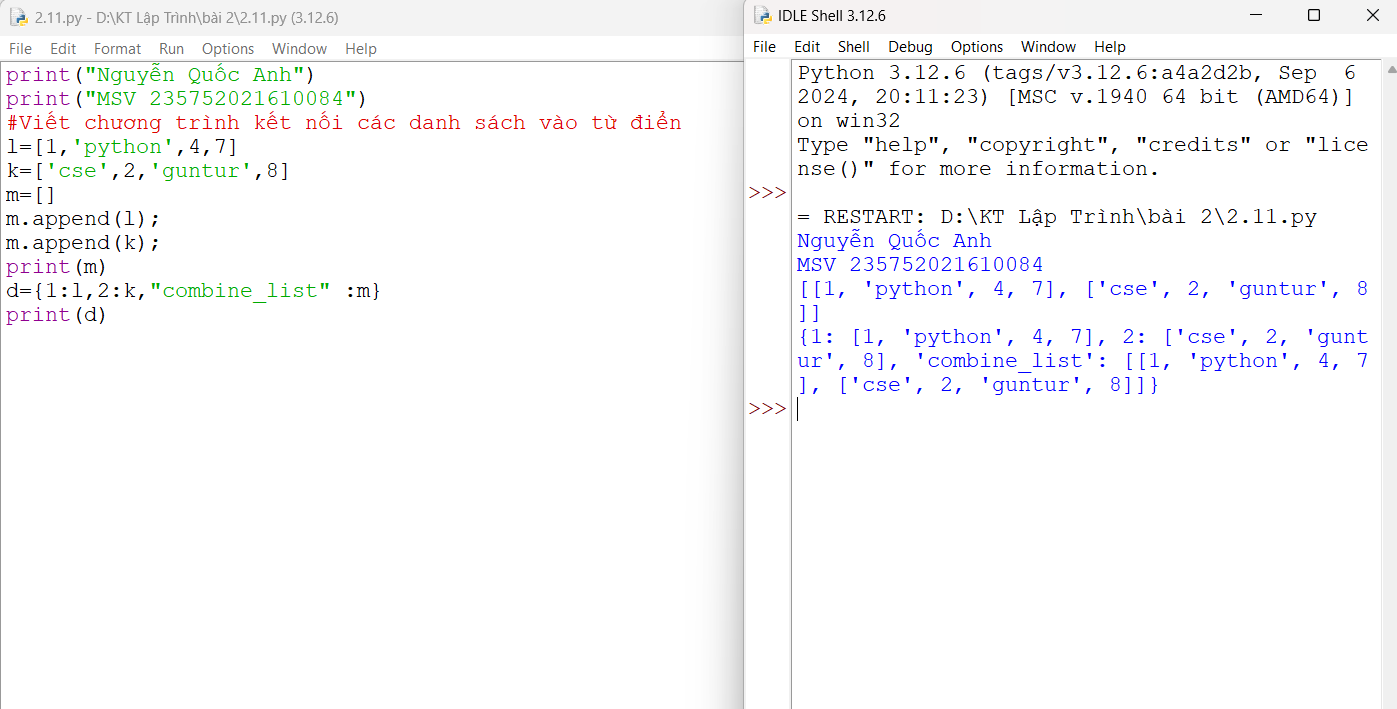 2.11.py - D:\KT Lập Trình\bài 2\2.11.py (3.12.6)
File Edit Format Run Options Window Help
print("Nguyễn Quốc Anh")
print("MSV 235752021610084")
#Viết chương trình kết nối các danh sách vào từ điển
l=[1,'python',4,7]
k=['cse',2,'guntur',8]
m=[]
m.append(l);
m.append(k);
print(m)
d={1:l,2:k,"combine_list" :m}
print(d)
IDLE Shell 3.12.6
File Edit Shell Debug Options Window Help
Python 3.12.6 (tags/v3.12.6:a4a2d2b, Sep  6
2024, 20:11:23) [MSC v.1940 64 bit (AMD64)]
on win32
Type "help", "copyright", "credits" or "lice
nse()" for more information.
>>>
= RESTART: D:\KT Lập Trình\bài 2\2.11.py
Nguyễn Quốc Anh
MSV 235752021610084
[[1, 'python', 4, 7], ['cse', 2, 'guntur', 8
]]
{1: [1, 'python', 4, 7], 2: ['cse', 2, 'gunt
ur', 8], 'combine_list': [[1, 'python', 4, 7
], ['cse', 2, 'guntur', 8]]}
>>>